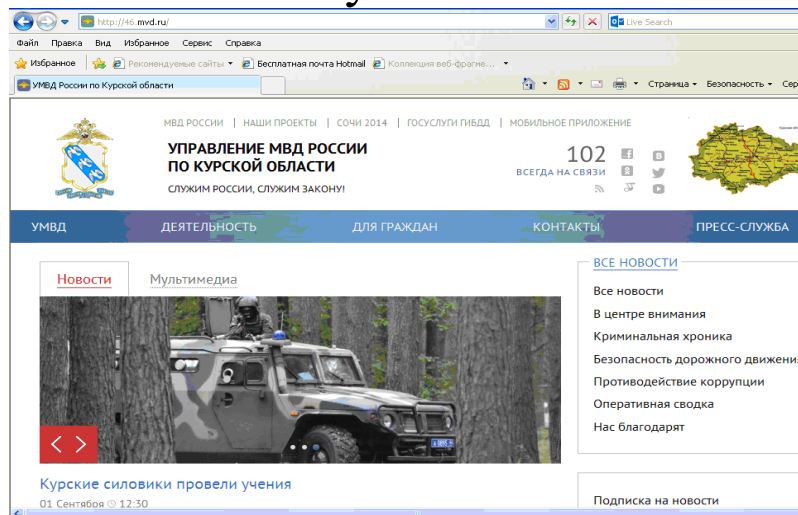 http://46.mvd.ru/
Live Search
Файл Правка Вид Избранное Сервис Справка
Избранное Рекомендуемые сайты Бесплатная почта Hotmail Коллекция веб-фрагме...
УМВД России по Курской области
Страница Безопасность Сер
МВД РОССИИ | НАШИ ПРОЕКТЫ | СОЧИ 2014 | ГОСУСЛУГИ ГИБДД | МОБИЛЬНОЕ ПРИЛОЖЕНИЕ
УПРАВЛЕНИЕ МВД РОССИИ
ПО КУРСКОЙ ОБЛАСТИ
СЛУЖИМ РОССИИ, СЛУЖИМ ЗАКОНУ!
102
ВСЕГДА НА СВЯЗИ
УМВД ДЕЯТЕЛЬНОСТЬ ДЛЯ ГРАЖДАН КОНТАКТЫ ПРЕСС-СЛУЖБА
Новости Мультимедиа
ВСЕ НОВОСТИ
Все новости
В центре внимания
Криминальная хроника
Безопасность дорожного движения
Противодействие коррупции
Оперативная сводка
Нас благодарят
Курские силовики провели учения
01 Сентября 12:30
Подписка на новости